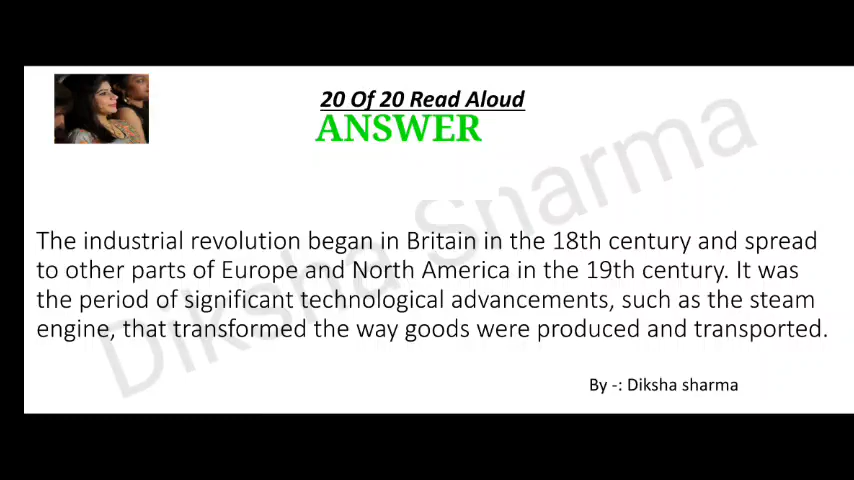 20 Of 20 Read Aloud
ANSWER
Diksha Sharma
The industrial revolution began in Britain in the 18th century and spread
to other parts of Europe and North America in the 19th century. It was
the period of significant technological advancements, such as the steam
engine, that transformed the way goods were produced and transported.
By -: Diksha sharma